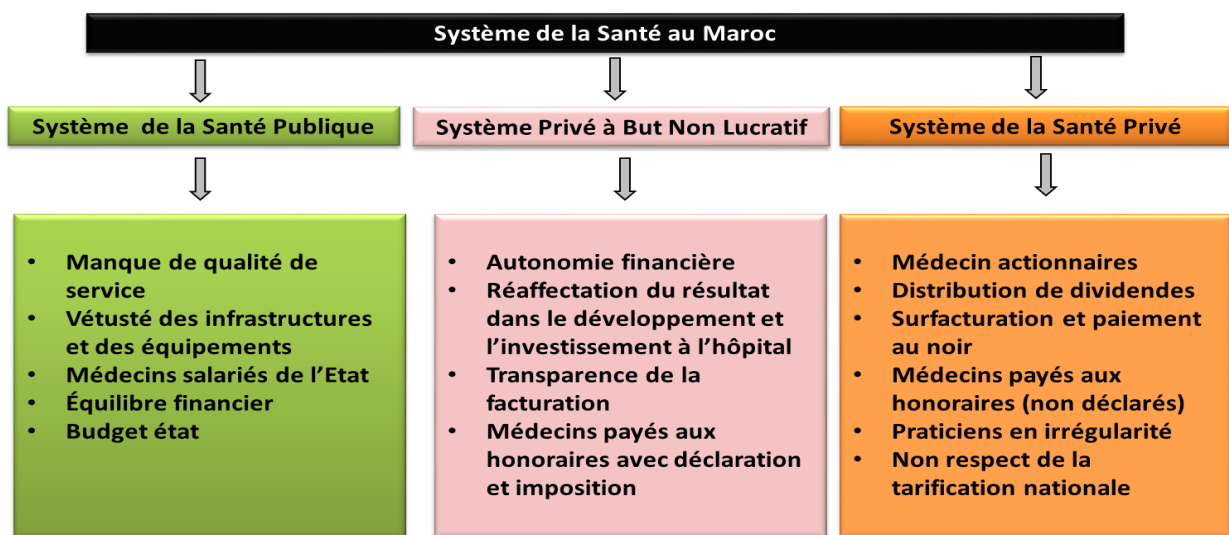 Système de la Santé au Maroc
Système de la Santé Publique
Système Privé à But Non Lucratif
Système de la Santé Privé
• Manque de qualité de
service
• Vétusté des infrastructures
et des équipements
• Médecins salariés de l’Etat
• Équilibre financier
• Budget état
• Autonomie financière
• Réaffectation du résultat
dans le développement et
l’investissement à l’hôpital
• Transparence de la
facturation
• Médecins payés aux
honoraires avec déclaration
et imposition
• Médecin actionnaires
• Distribution de dividendes
• Surfacturation et paiement
au noir
• Médecins payés aux
honoraires (non déclarés)
• Praticiens en irrégularité
• Non respect de la
tarification nationale